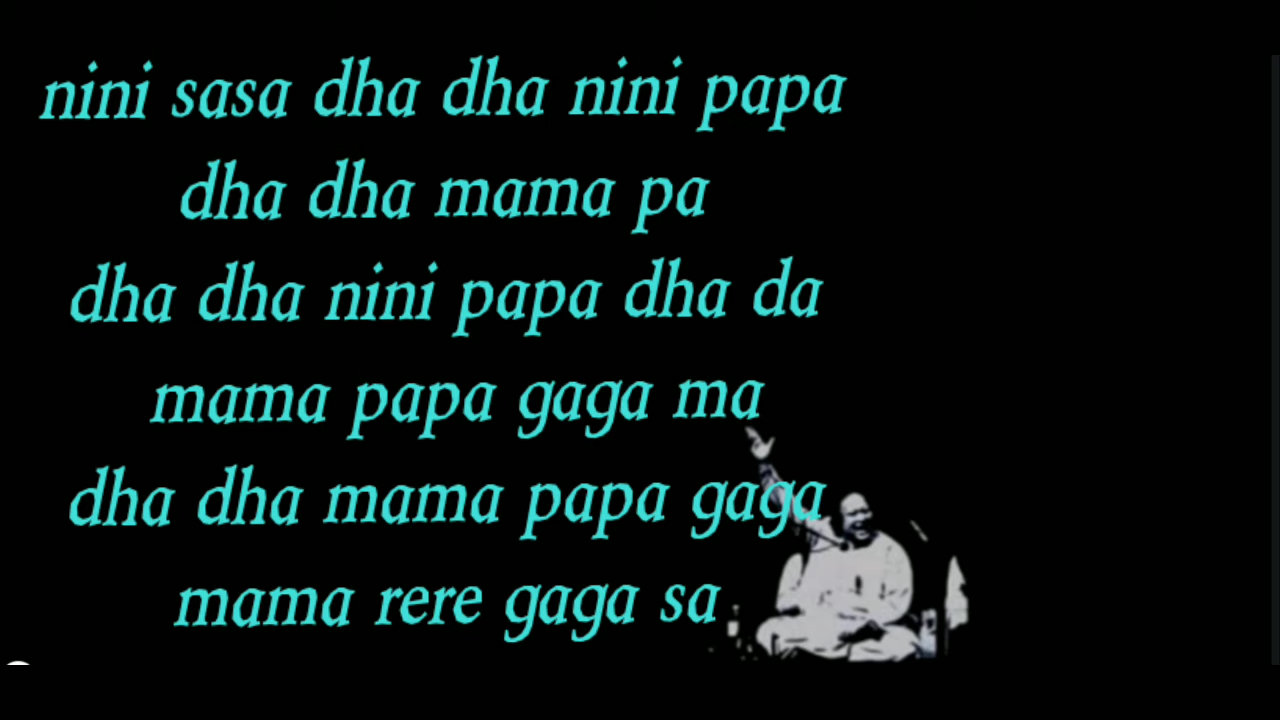 nini sasa dha dha nini papa
dha dha mama pa
dha dha nini papa dha da
mama papa gaga ma
dha dha mama papa gaga
mama rere gaga sa